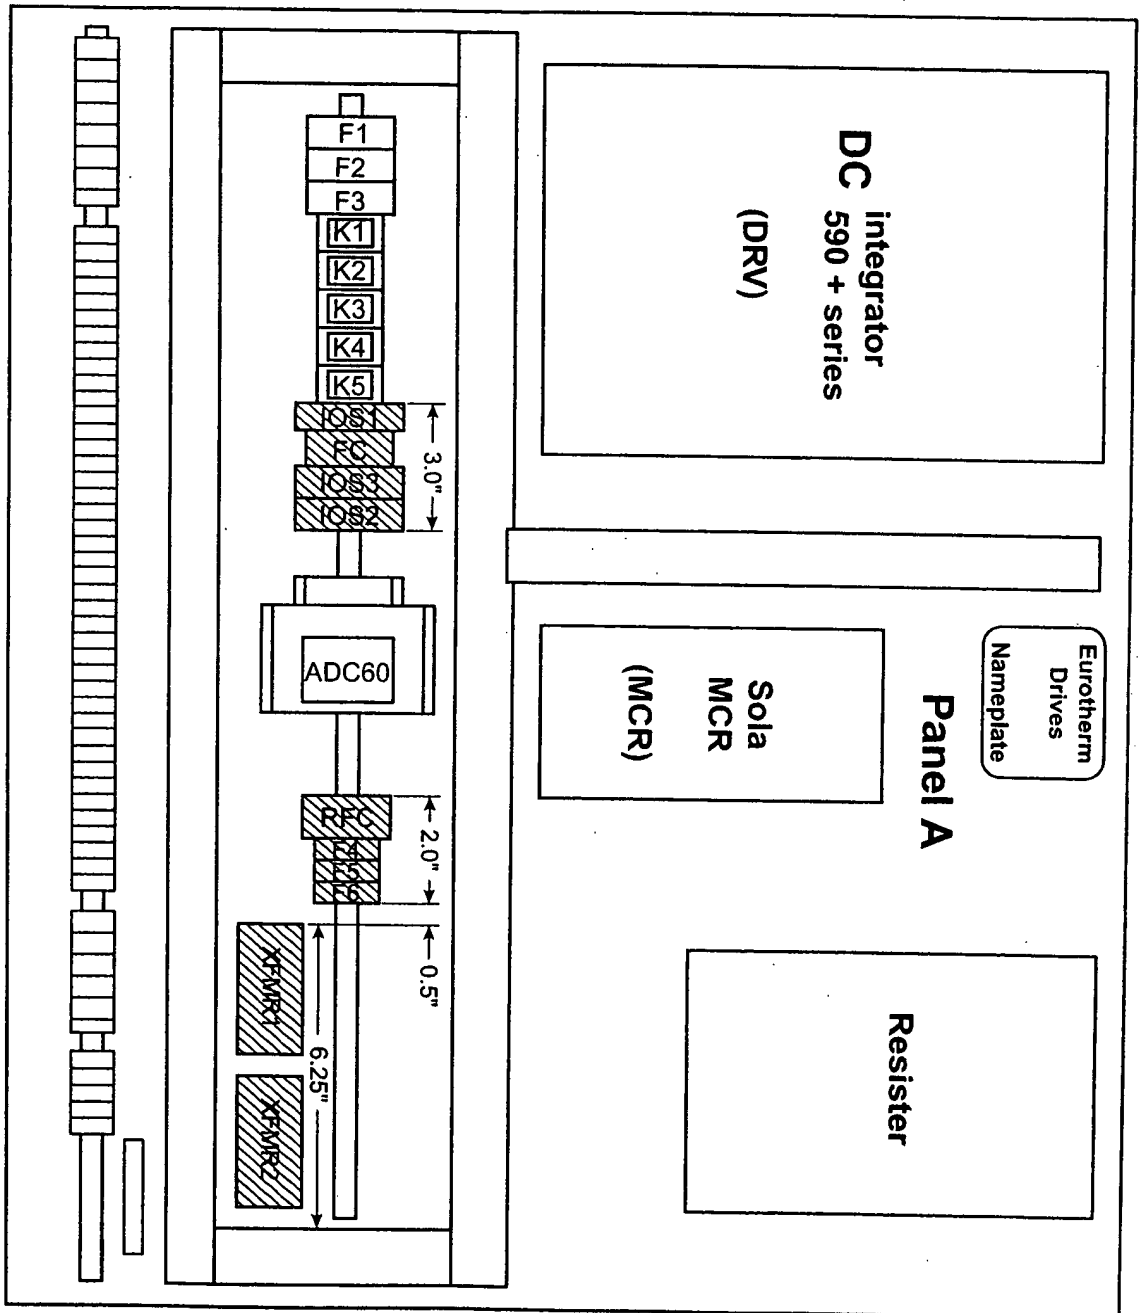 F1
F2
F3
K1
K2
K3
K4
K5
IOS1
FC
IOS3
IOS2
3.0"
ADC60
RFC
F4
F5
F6
2.0"
0.5"
6.25"
XFMR1
XFMR2
DC integrator
590 + series
(DRV)
Sola
MCR
(MCR)
Eurotherm
Drives
Nameplate
Panel A
Resister